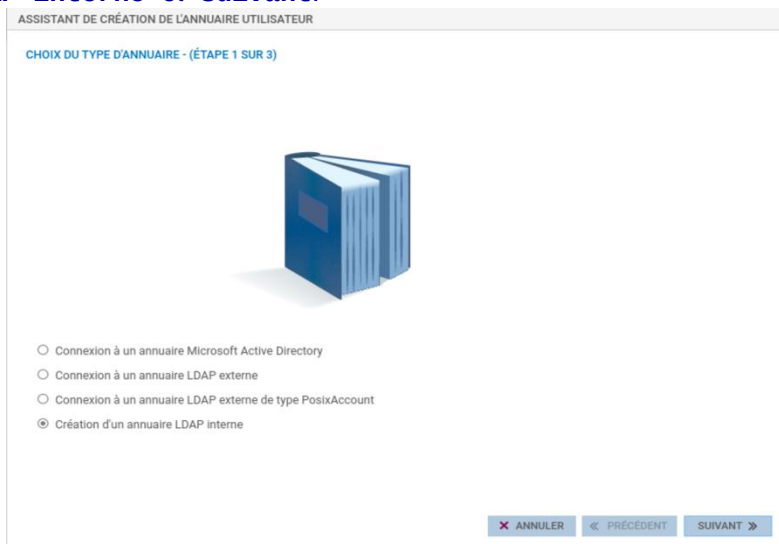 ASSISTANT DE CRÉATION DE L'ANNUAIRE UTILISATEUR
CHOIX DU TYPE D'ANNUAIRE - (ÉTAPE 1 SUR 3)
Connexion à un annuaire Microsoft Active Directory
Connexion à un annuaire LDAP externe
Connexion à un annuaire LDAP externe de type PosixAccount
Création d'un annuaire LDAP interne
ANNULER « PRÉCÉDENT SUIVANT »